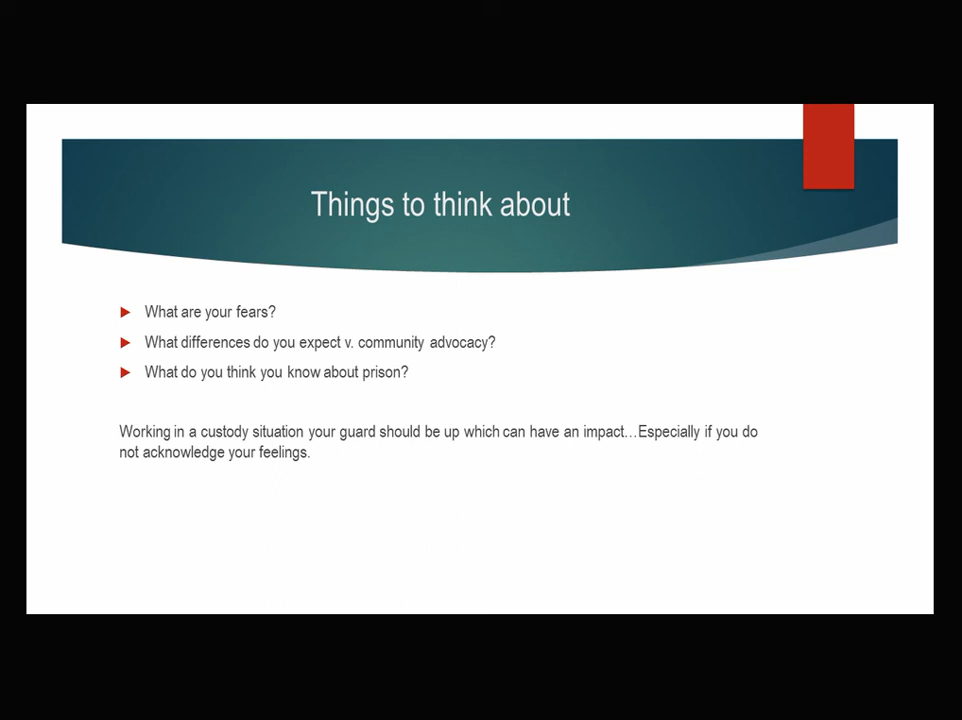 Things to think about
What are your fears?
What differences do you expect v. community advocacy?
What do you think you know about prison?
Working in a custody situation your guard should be up which can have an impact…Especially if you do
not acknowledge your feelings.